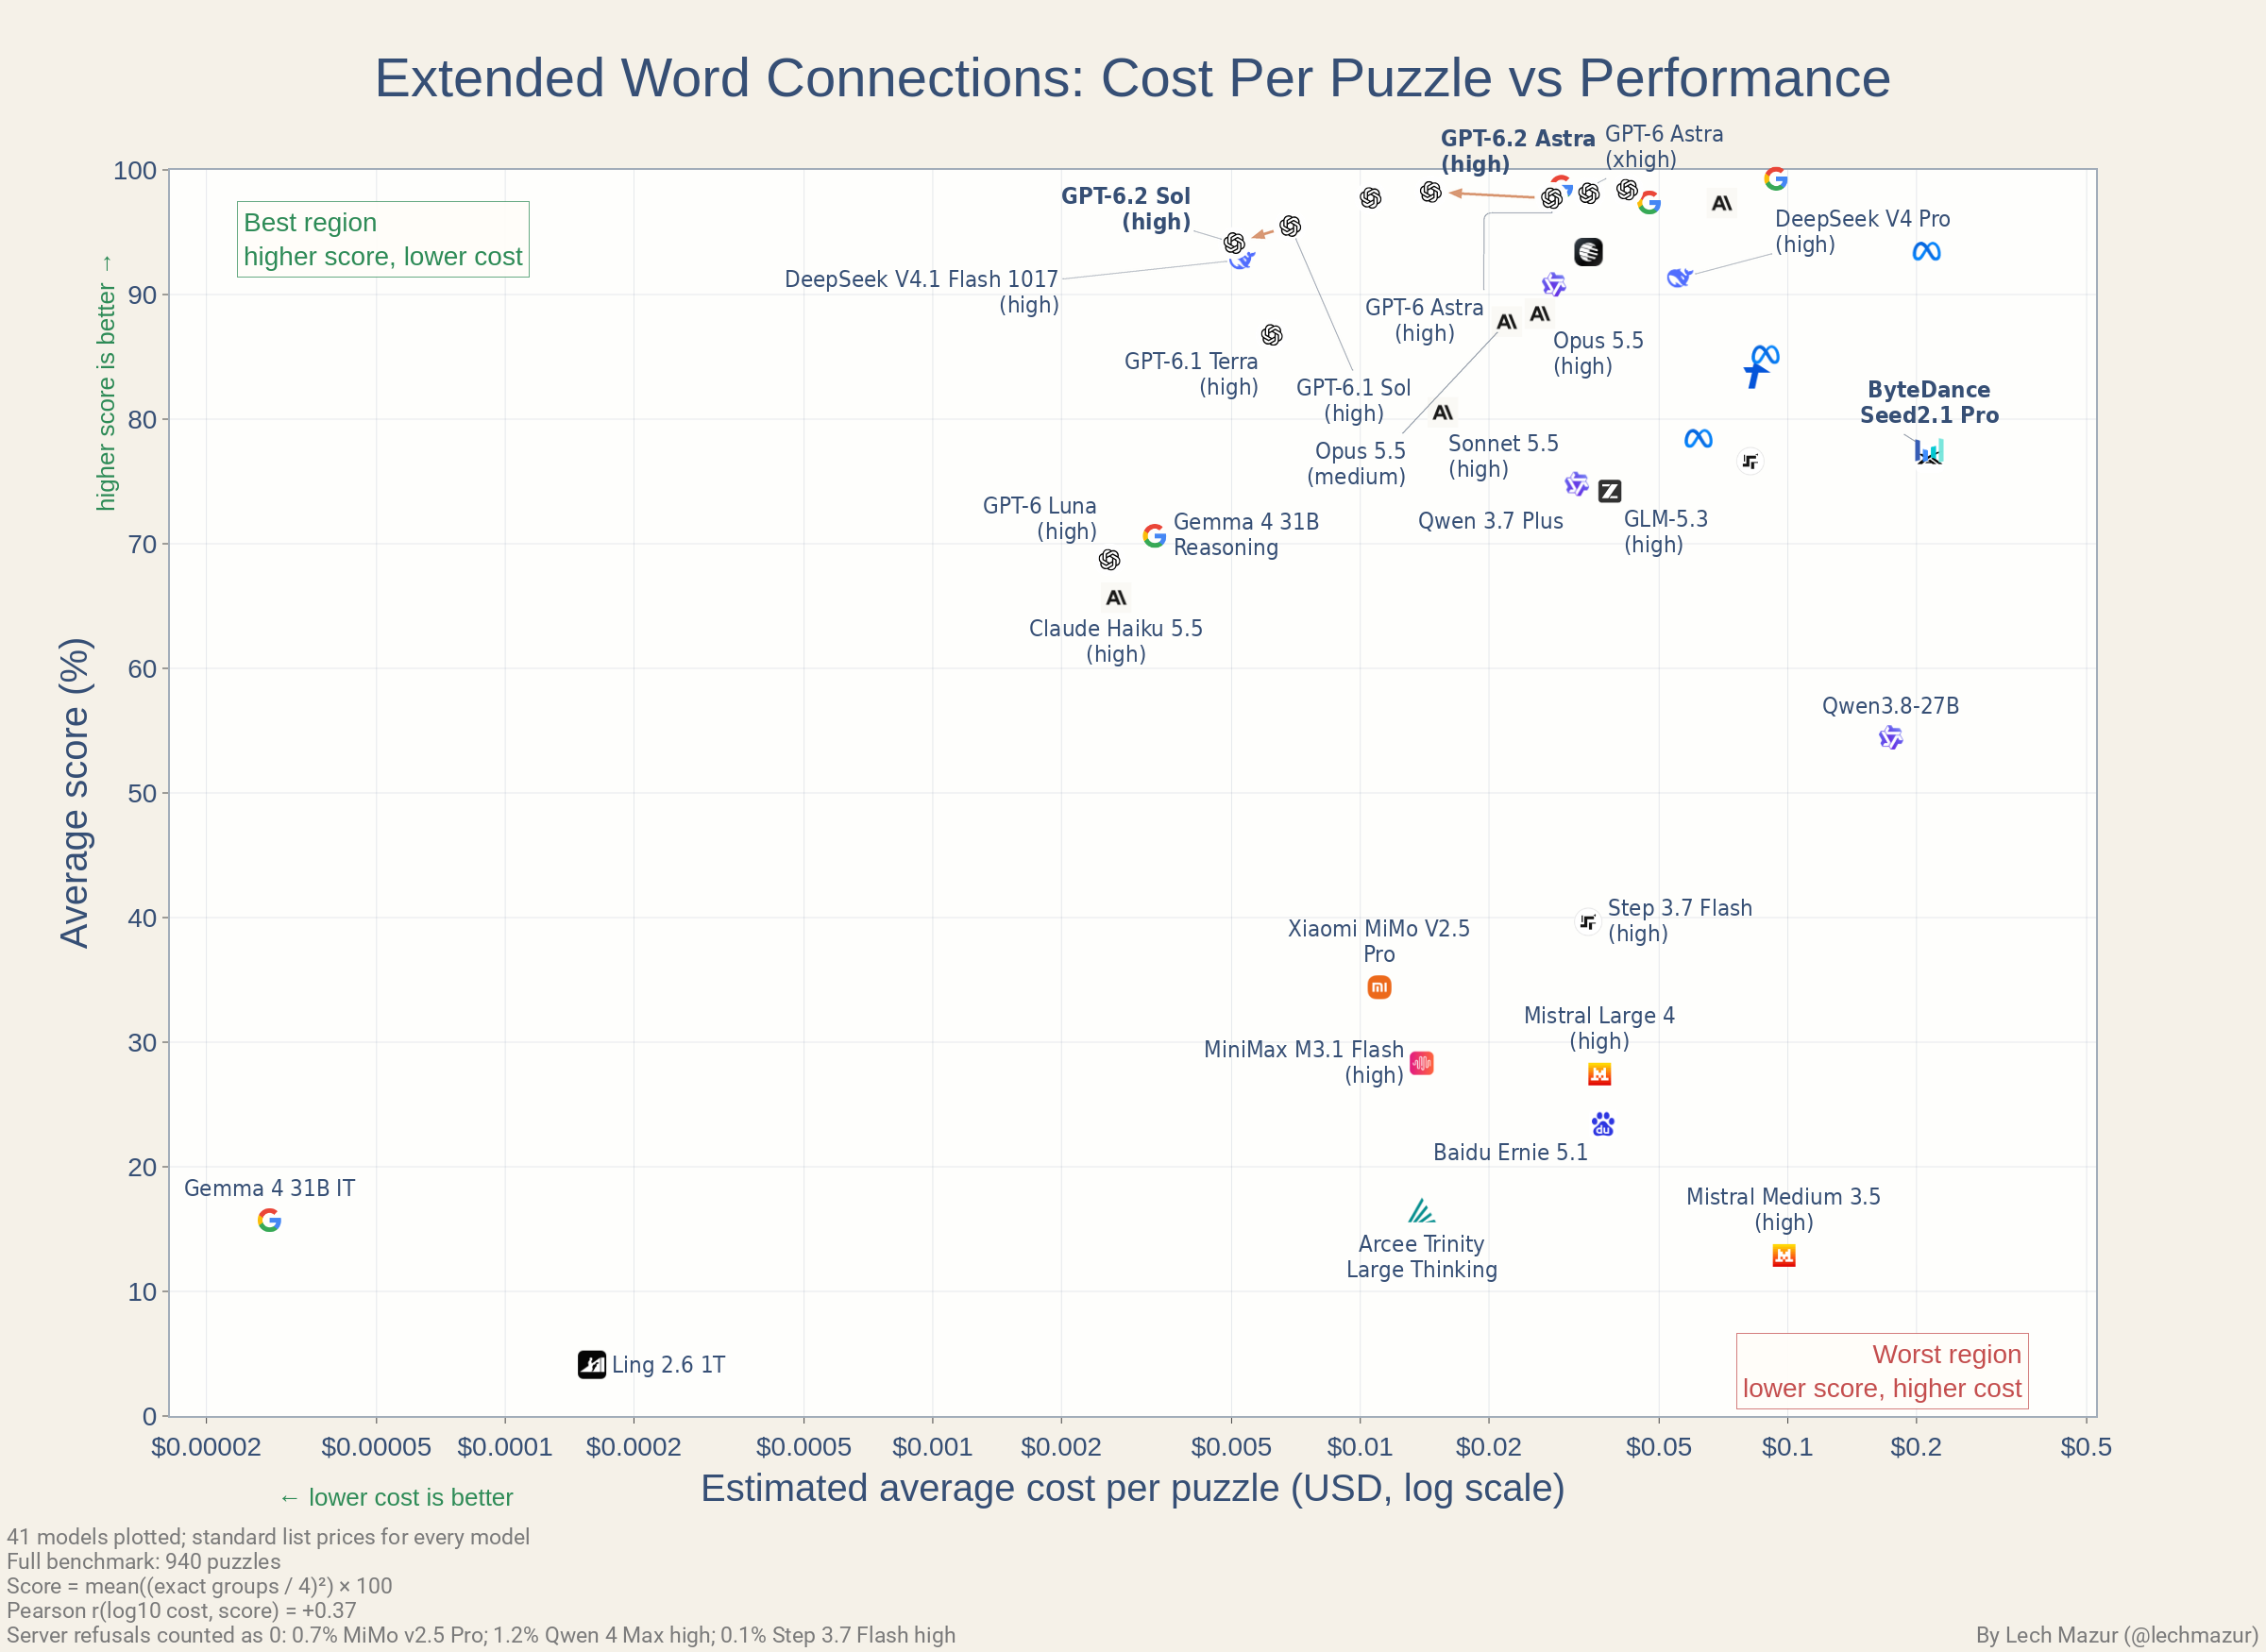 Extended Word Connections: Cost Per Puzzle vs Performance
GPT-6.2 Astra
(high)
GPT-6 Astra
(xhigh)
GPT-6.2 Sol
(high)
DeepSeek V4 Pro
(high)
Best region
higher score, lower cost
DeepSeek V4.1 Flash 1017
(high)
GPT-6 Astra
(high)
Opus 5.5
(high)
GPT-6.1 Terra
(high)
GPT-6.1 Sol
(high)
ByteDance
Seed2.1 Pro
Opus 5.5
(medium)
Sonnet 5.5
(high)
GPT-6 Luna
(high)
Gemma 4 31B
Reasoning
Qwen 3.7 Plus
GLM-5.3
(high)
Claude Haiku 5.5
(high)
Qwen3.8-27B
Step 3.7 Flash
(high)
Xiaomi MiMo V2.5
Pro
mi
Mistral Large 4
(high)
MiniMax M3.1 Flash
(high)
du
Baidu Ernie 5.1
Gemma 4 31B IT
Mistral Medium 3.5
(high)
Arcee Trinity
Large Thinking
Ling 2.6 1T
Worst region
lower score, higher cost
100
90
80
70
60
50
40
30
20
10
0
Average score (%)
higher score is better →
$0.00002
$0.00005
$0.0001
$0.0002
$0.0005
$0.001
$0.002
$0.005
$0.01
$0.02
$0.05
$0.1
$0.2
$0.5
Estimated average cost per puzzle (USD, log scale)
← lower cost is better
41 models plotted; standard list prices for every model
Full benchmark: 940 puzzles
Score = mean((exact groups / 4)²) × 100
Pearson r(log10 cost, score) = +0.37
Server refusals counted as 0: 0.7% MiMo v2.5 Pro; 1.2% Qwen 4 Max high; 0.1% Step 3.7 Flash high
By Lech Mazur (@lechmazur)